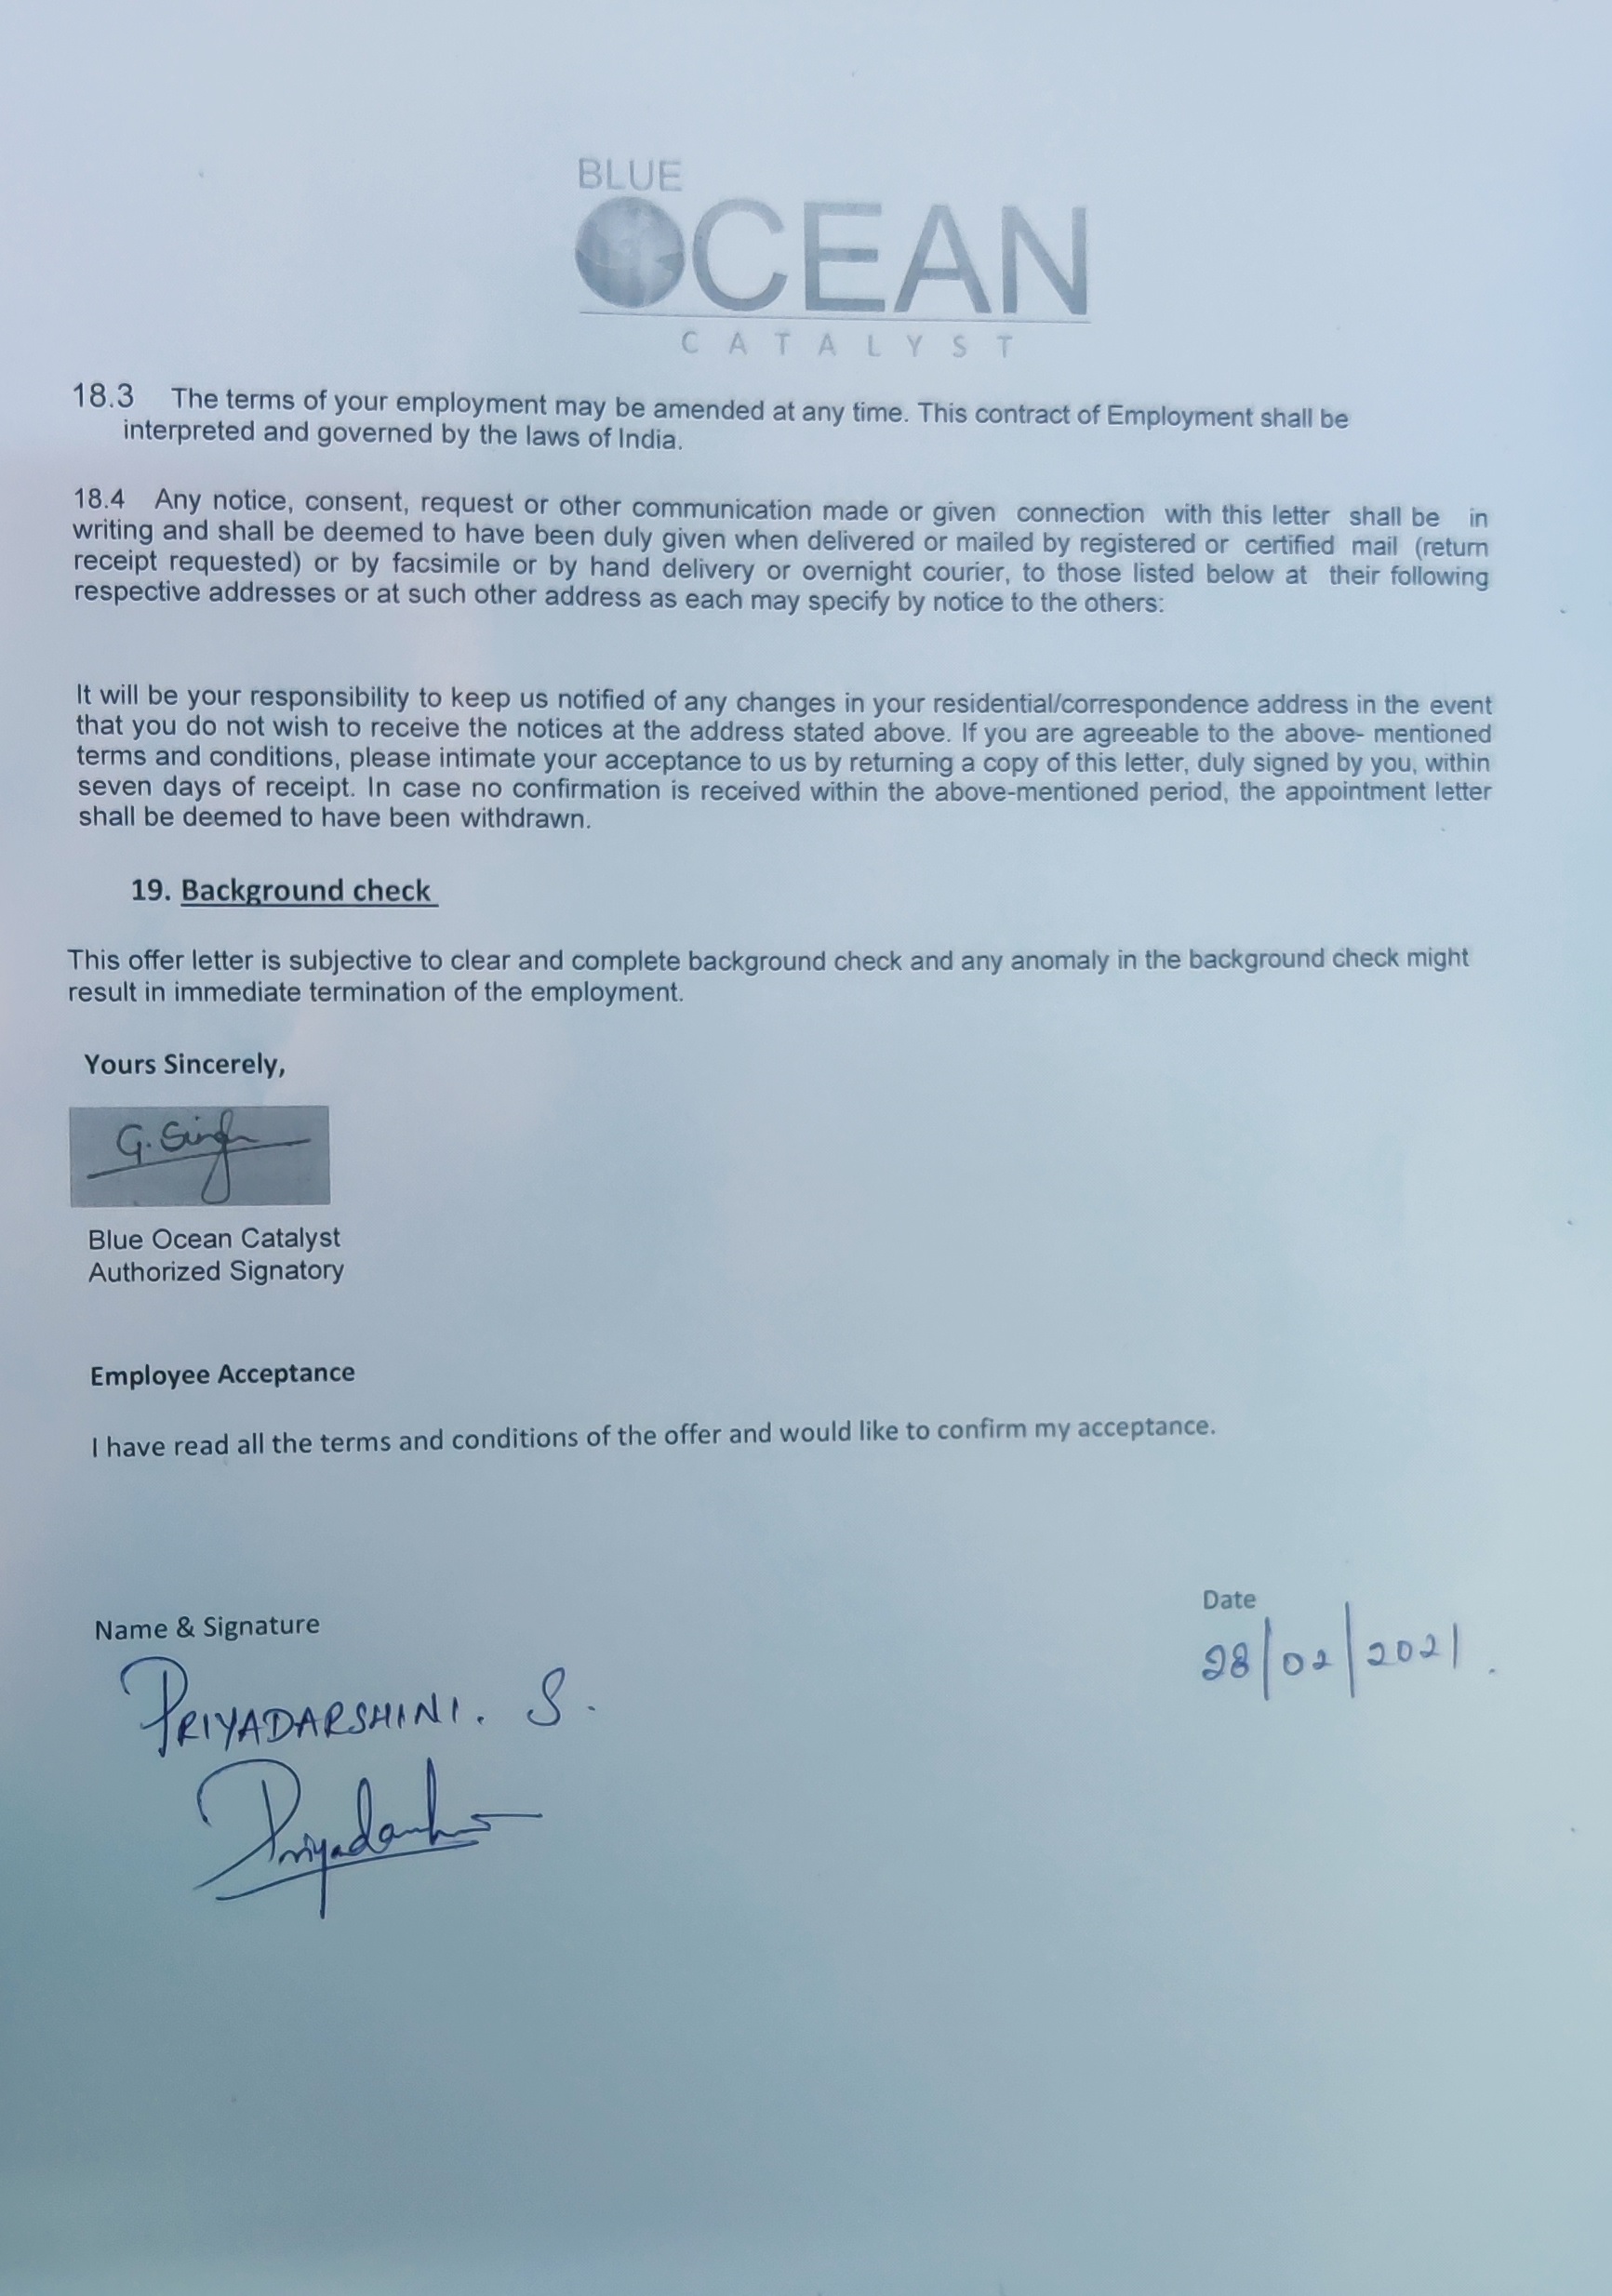 BLUE
OCEAN
CATALYST
18.3 The terms of your employment may be amended at any time. This contract of Employment shall be
interpreted and governed by the laws of India.
18.4 Any notice, consent, request or other communication made or given connection with this letter shall be in
writing and shall be deemed to have been duly given when delivered or mailed by registered or certified mail (return
receipt requested) or by facsimile or by hand delivery or overnight courier, to those listed below at their following
respective addresses or at such other address as each may specify by notice to the others:
It will be your responsibility to keep us notified of any changes in your residential/correspondence address in the event
that you do not wish to receive the notices at the address stated above. If you are agreeable to the above- mentioned
terms and conditions, please intimate your acceptance to us by returning a copy of this letter, duly signed by you, within
seven days of receipt. In case no confirmation is received within the above-mentioned period, the appointment letter
shall be deemed to have been withdrawn.
19. Background check
This offer letter is subjective to clear and complete background check and any anomaly in the background check might
result in immediate termination of the employment.
Yours Sincerely,
G. Singh
Blue Ocean Catalyst
Authorized Signatory
Employee Acceptance
I have read all the terms and conditions of the offer and would like to confirm my acceptance.
Date
Name & Signature
28/02/2021.
PRIYADARSHINI. S.